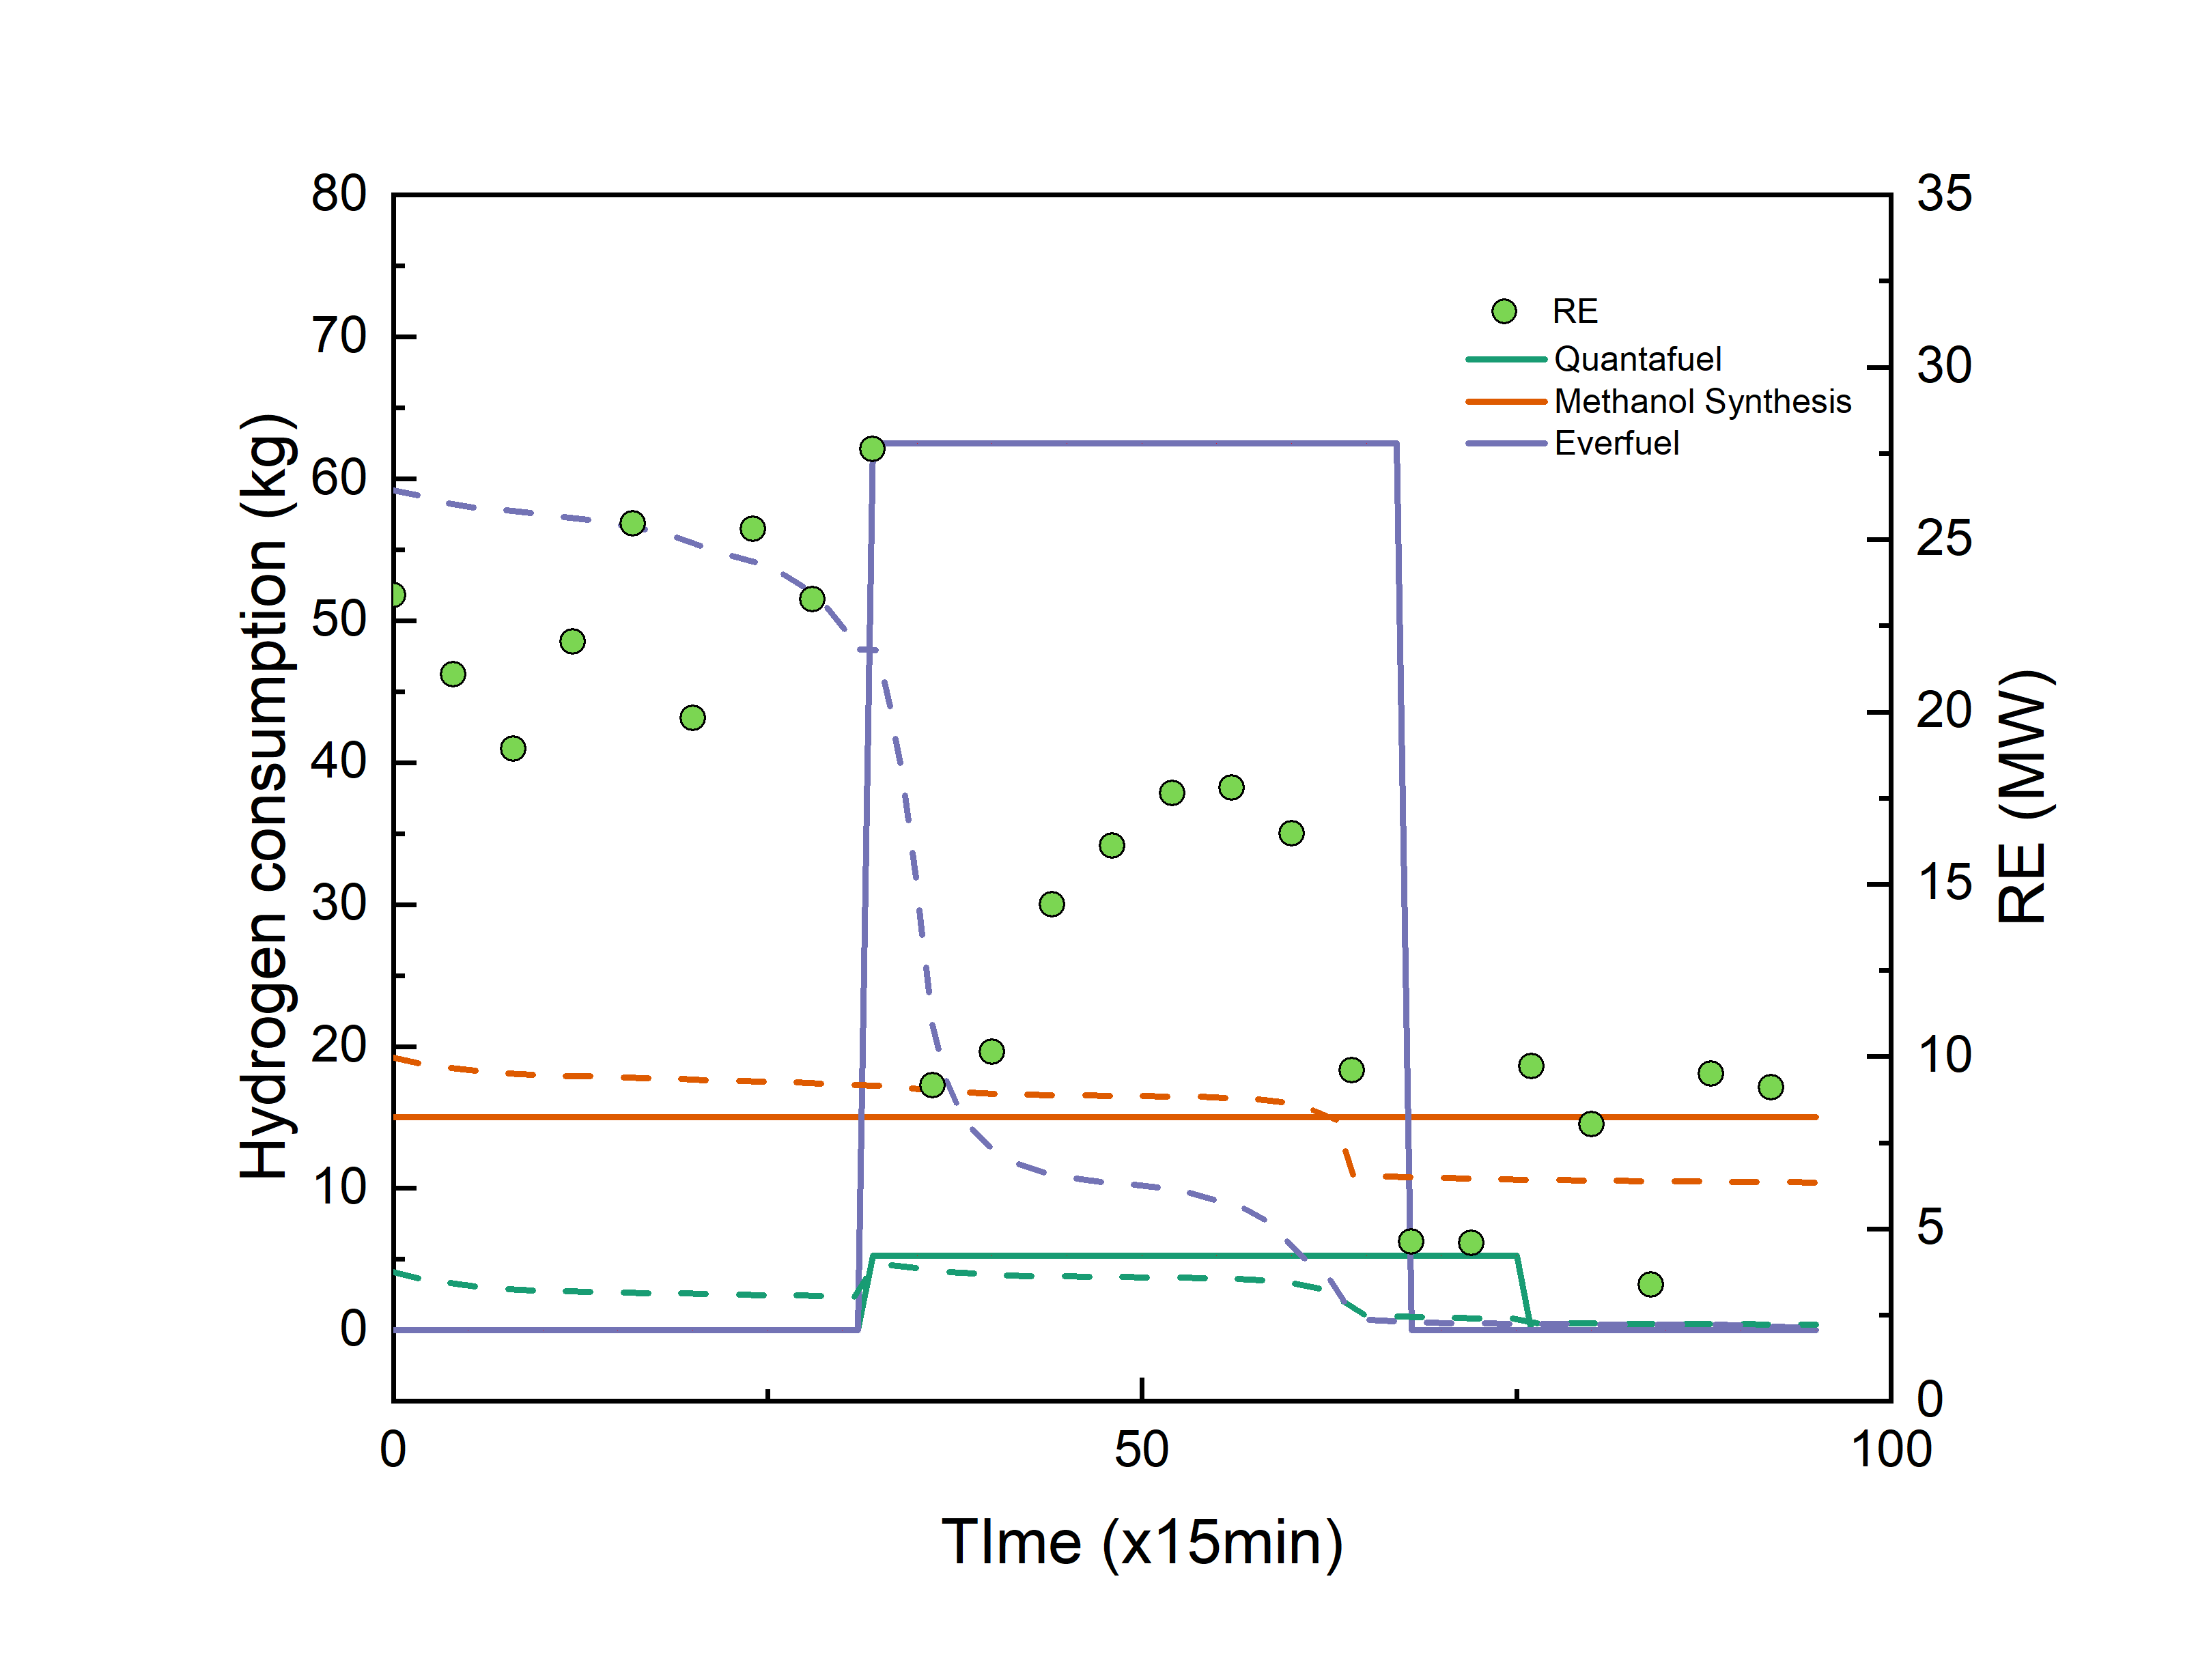 80
70
60
50
40
30
20
10
0
Hydrogen consumption (kg)
35
30
25
20
15
10
5
0
RE (MW)
RE
Quantafuel
Methanol Synthesis
Everfuel
0 50 100
TIme (x15min)